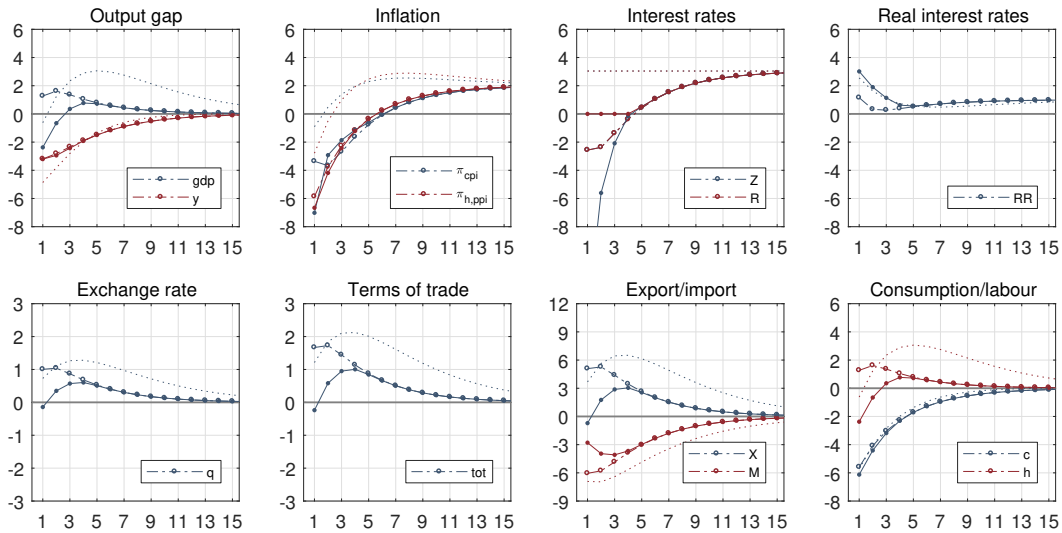 Output gap
6
4
2
0
-2
-4
-6
-8
gdp
y
1 3 5 7 9 11 13 15
Inflation
6
4
2
0
-2
-4
-6
-8
πcpi
πh,ppi
1 3 5 7 9 11 13 15
Interest rates
6
4
2
0
-2
-4
-6
-8
Z
R
1 3 5 7 9 11 13 15
Real interest rates
6
4
2
0
-2
-4
-6
-8
RR
1 3 5 7 9 11 13 15
Exchange rate
3
2
1
0
-1
-2
-3
q
1 3 5 7 9 11 13 15
Terms of trade
3
2
1
0
-1
-2
-3
tot
1 3 5 7 9 11 13 15
Export/import
12
9
6
3
0
-3
-6
-9
X
M
1 3 5 7 9 11 13 15
Consumption/labour
6
4
2
0
-2
-4
-6
-8
c
h
1 3 5 7 9 11 13 15